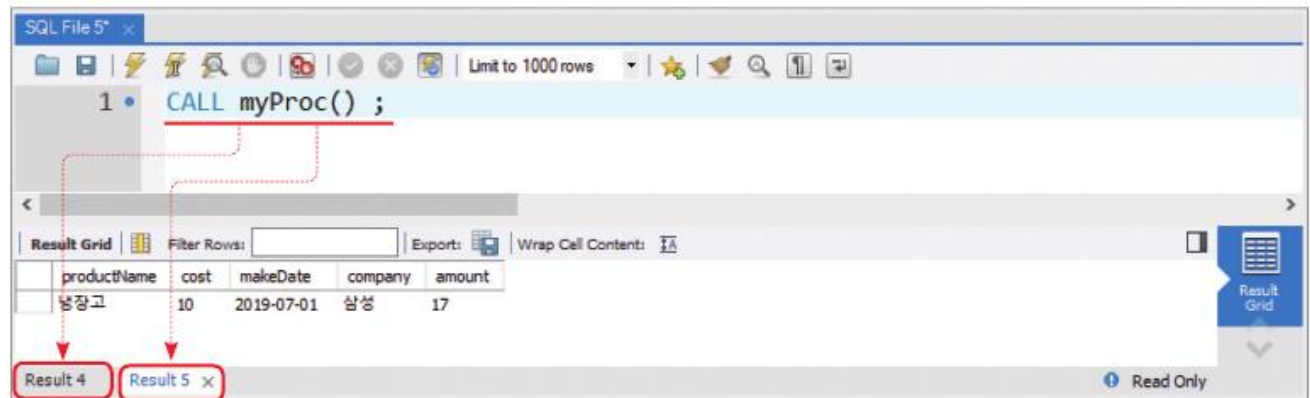 SQL File 5* ×
Limit to 1000 rows
1 CALL myProc() ;
Result Grid Filter Rows: Export: Wrap Cell Content:
productName cost makeDate company amount
냉장고 10 2019-07-01 삼성 17
Result Grid
Result 4 Result 5 × Read Only